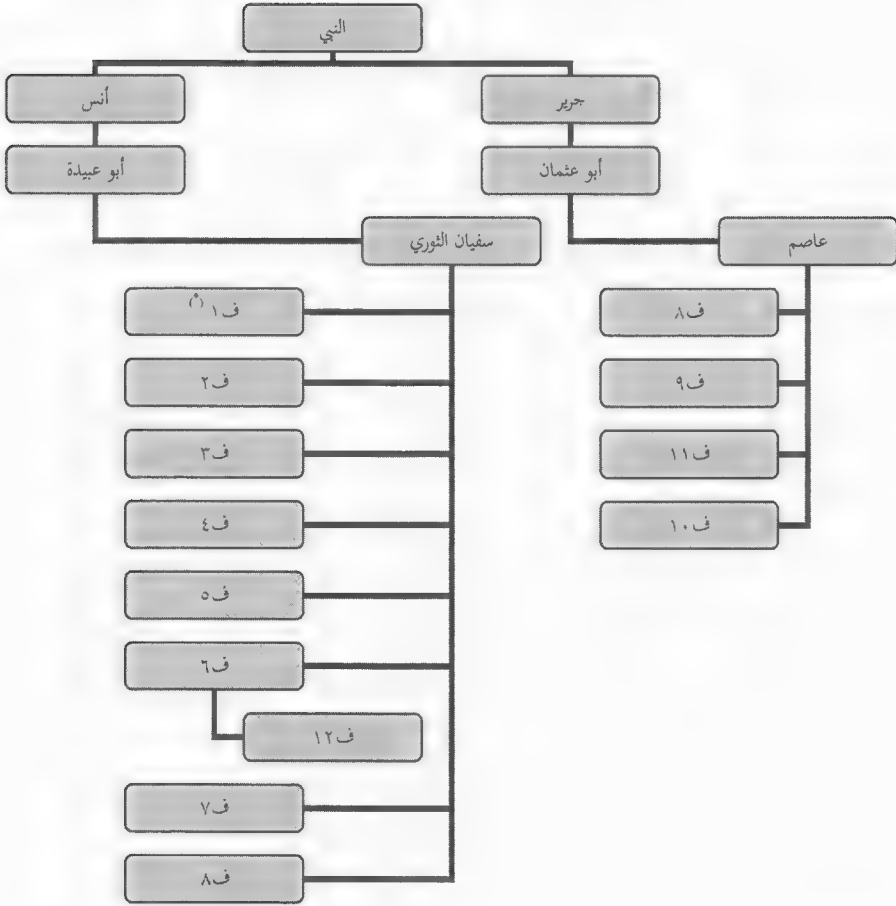 النبي
جرير
أنس
أبو عثمان
أبو عبيدة
عاصم
سفيان الثوري
ف٨
ف١ (*)
ف٩
ف٢
ف١١
ف٣
ف١٠
ف٤
ف٥
ف٦
ف١٢
ف٧
ف٨